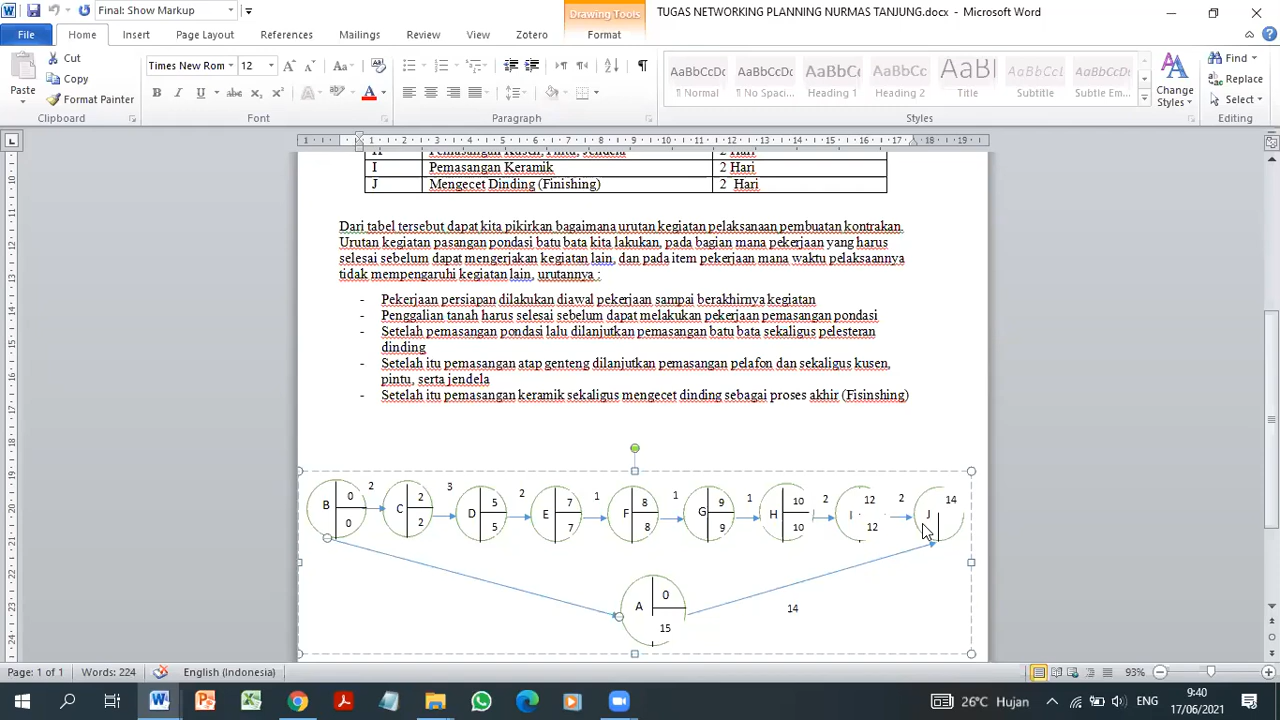 Final: Show Markup
Drawing Tools
TUGAS NETWORKING PLANNING NURMAS TANJUNG.docx - Microsoft Word
File Home Insert Page Layout References Mailings Review View Zotero Format
Paste Cut
Copy
Format Painter
Clipboard
Times New Rom 12
Font
Paragraph
AaBbCcDc AaBbCcDc AaBbC AaBbCc AaBl AaBbCcDc AaBbCcDc
¶ Normal ¶ No Spaci... Heading 1 Heading 2 Title Subtitle Subtle Em...
Change Styles
Styles
Find
Replace
Select
Editing
I Pemasangan Keramik 2 Hari
J Mengecet Dinding (Finishing) 2 Hari
Dari tabel tersebut dapat kita pikirkan bagaimana urutan kegiatan pelaksanaan pembuatan kontrakan.
Urutan kegiatan pasangan pondasi batu bata kita lakukan, pada bagian mana pekerjaan yang harus
selesai sebelum dapat mengerjakan kegiatan lain, dan pada item pekerjaan mana waktu pelaksaannya
tidak mempengaruhi kegiatan lain, urutannya :
- Pekerjaan persiapan dilakukan diawal pekerjaan sampai berakhirnya kegiatan
- Penggalian tanah harus selesai sebelum dapat melakukan pekerjaan pemasangan pondasi
- Setelah pemasangan pondasi lalu dilanjutkan pemasangan batu bata sekaligus pelesteran
dinding
- Setelah itu pemasangan atap genteng dilanjutkan pemasangan pelafon dan sekaligus kusen,
pintu, serta jendela
- Setelah itu pemasangan keramik sekaligus mengecet dinding sebagai proses akhir (Fisinshing)
B 0 0 2 C 2 2 3 D 5 5 2 E 7 7 1 F 8 8 1 G 9 9 1 H 10 10 2 I 12 12 2 J 14
A 0 15
14
Page: 1 of 1 Words: 224 English (Indonesia) 93%
26°C Hujan ENG 9:40
17/06/2021